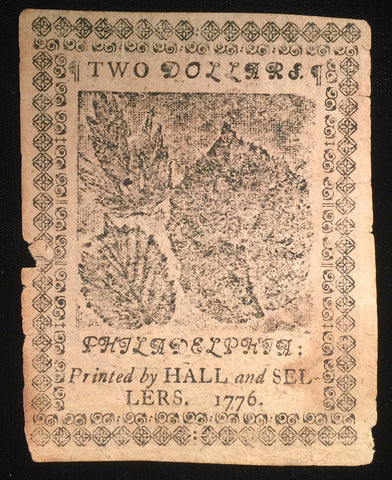 ¶ TWO DOLLARS. ¶
PHILADELPHIA:
Printed by HALL and SEL-
LERS. 1776.